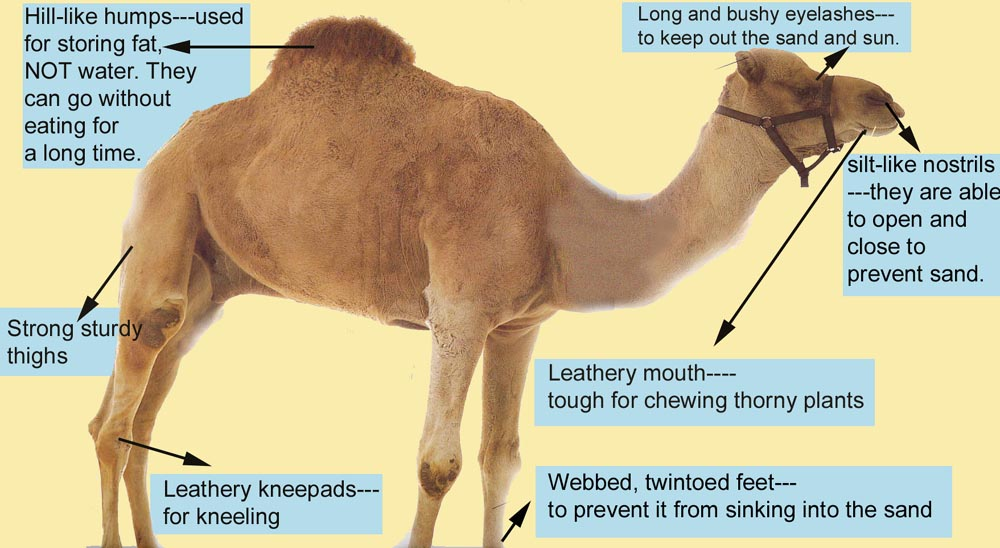 Hill-like humps---used
for storing fat,
NOT water. They
can go without
eating for
a long time.
Long and bushy eyelashes---
to keep out the sand and sun.
silt-like nostrils
---they are able
to open and
close to
prevent sand.
Strong sturdy
thighs
Leathery mouth----
tough for chewing thorny plants
Leathery kneepads---
for kneeling
Webbed, twintoed feet---
to prevent it from sinking into the sand